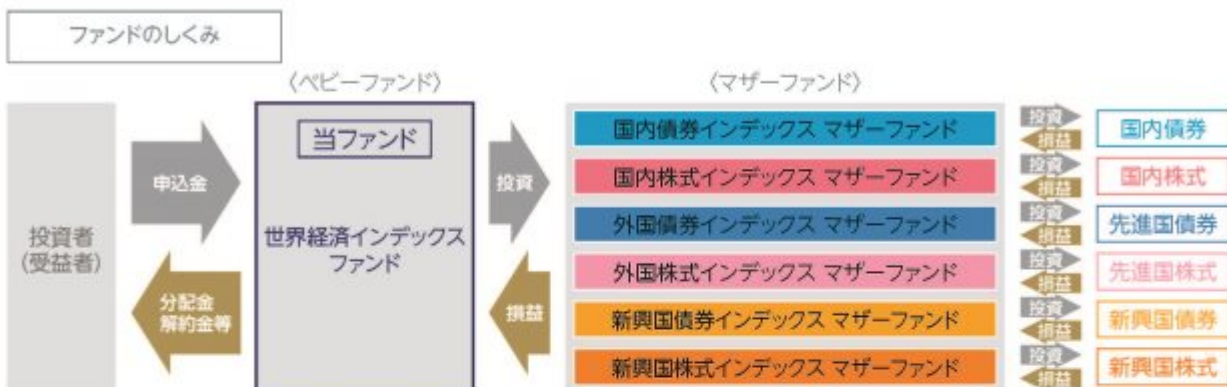 ファンドのしくみ
〈ベビーファンド〉
〈マザーファンド〉
投資者
(受益者)
申込金
分配金
解約金等
当ファンド
世界経済インデックス
ファンド
投資
損益
国内債券インデックス マザーファンド
投資
損益
国内債券
国内株式インデックス マザーファンド
投資
損益
国内株式
外国債券インデックス マザーファンド
投資
損益
先進国債券
外国株式インデックス マザーファンド
投資
損益
先進国株式
新興国債券インデックス マザーファンド
投資
損益
新興国債券
新興国株式インデックス マザーファンド
投資
損益
新興国株式